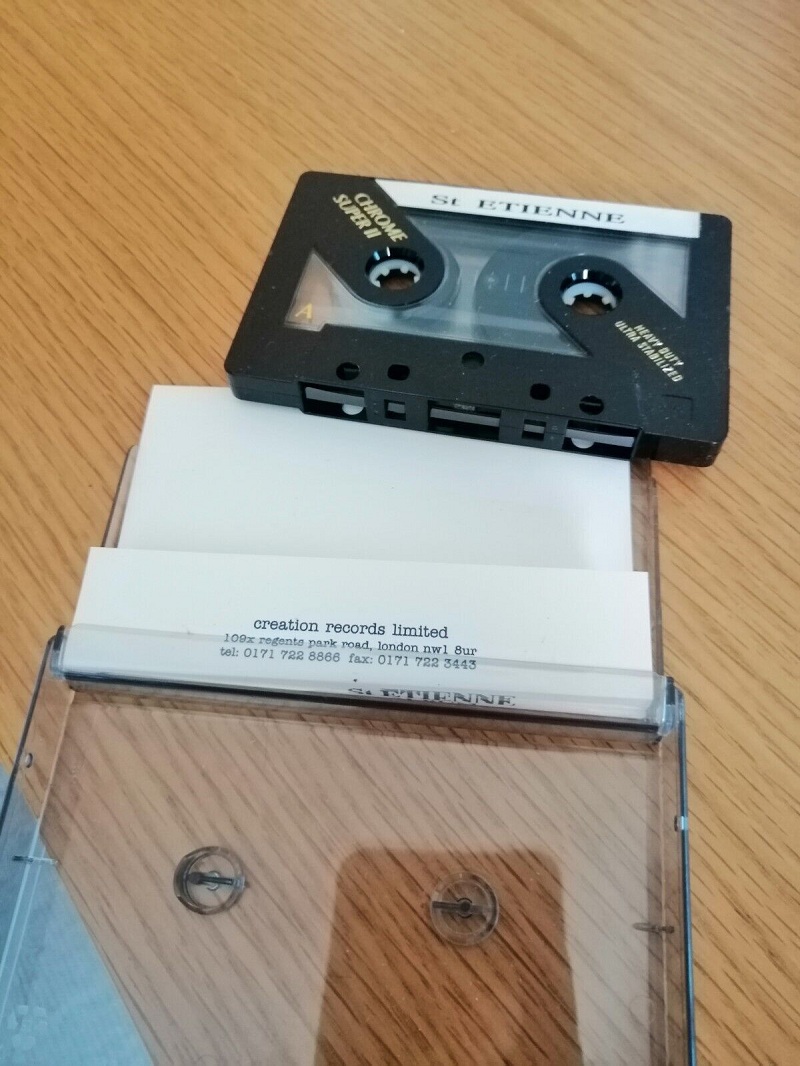 St ETIENNE
CHROME
SUPER II
A
HEAVY DUTY
ULTRA STABILIZED
creation records limited
109x regents park road, london nw1 8ur
tel: 0171 722 8866 fax: 0171 722 3443
St ETIENNE